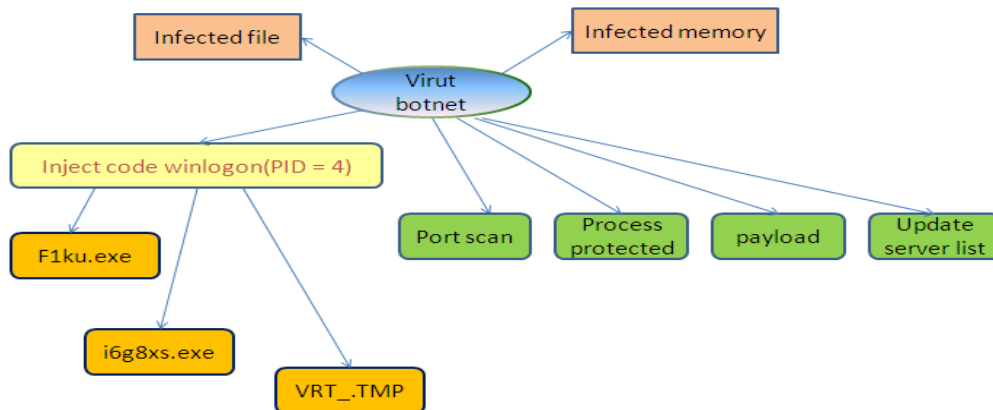 Infected file
Infected memory
Virut
botnet
Inject code winlogon(PID = 4)
Port scan
Process
protected
payload
Update
server list
F1ku.exe
i6g8xs.exe
VRT_.TMP